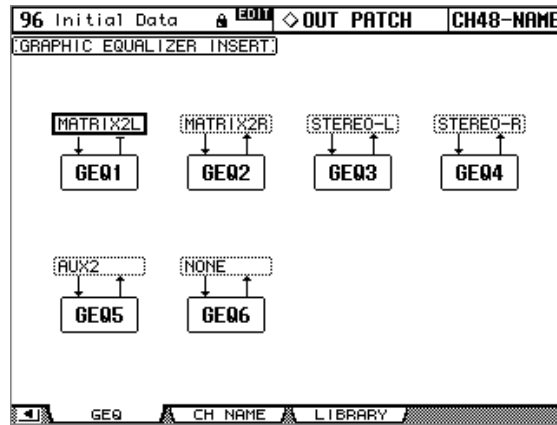 96 Initial Data EDIT OUT PATCH CH48-NAME
GRAPHIC EQUALIZER INSERT
MATRIX2L MATRIX2R STEREO-L STEREO-R
GEQ1 GEQ2 GEQ3 GEQ4
AUX2 NONE
GEQ5 GEQ6
GEQ CH NAME LIBRARY